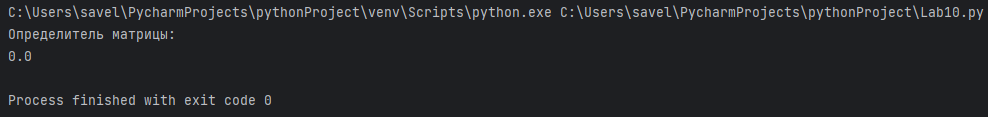 C:\Users\savel\PycharmProjects\pythonProject\venv\Scripts\python.exe C:\Users\savel\PycharmProjects\pythonProject\Lab10.py
Определитель матрицы:
0.0
Process finished with exit code 0